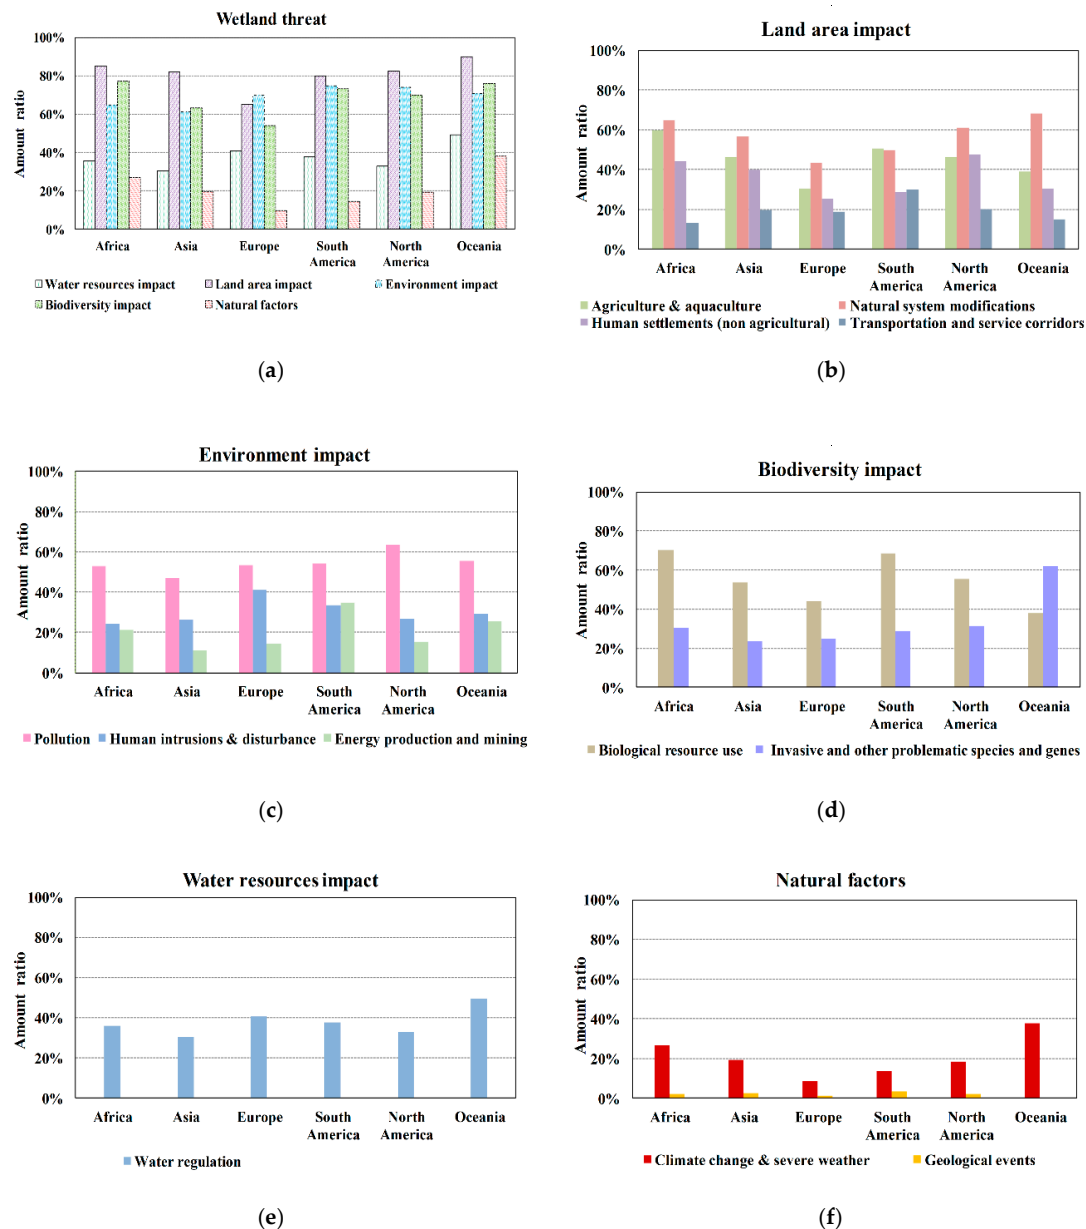 Wetland threat
100%
80%
60%
40%
20%
0%
Amount ratio
Africa
Asia
Europe
South America
North America
Oceania
Water resources impact
Land area impact
Environment impact
Biodiversity impact
Natural factors
(a)
Land area impact
100%
80%
60%
40%
20%
0%
Amount ratio
Africa
Asia
Europe
South America
North America
Oceania
Agriculture & aquaculture
Natural system modifications
Human settlements (non agricultural)
Transportation and service corridors
(b)
Environment impact
100%
80%
60%
40%
20%
0%
Amount ratio
Africa
Asia
Europe
South America
North America
Oceania
Pollution
Human intrusions & disturbance
Energy production and mining
(c)
Biodiversity impact
100%
80%
60%
40%
20%
0%
Amount ratio
Africa
Asia
Europe
South America
North America
Oceania
Biological resource use
Invasive and other problematic species and genes
(d)
Water resources impact
100%
80%
60%
40%
20%
0%
Amount ratio
Africa
Asia
Europe
South America
North America
Oceania
Water regulation
(e)
Natural factors
100%
80%
60%
40%
20%
0%
Amount ratio
Africa
Asia
Europe
South America
North America
Oceania
Climate change & severe weather
Geological events
(f)